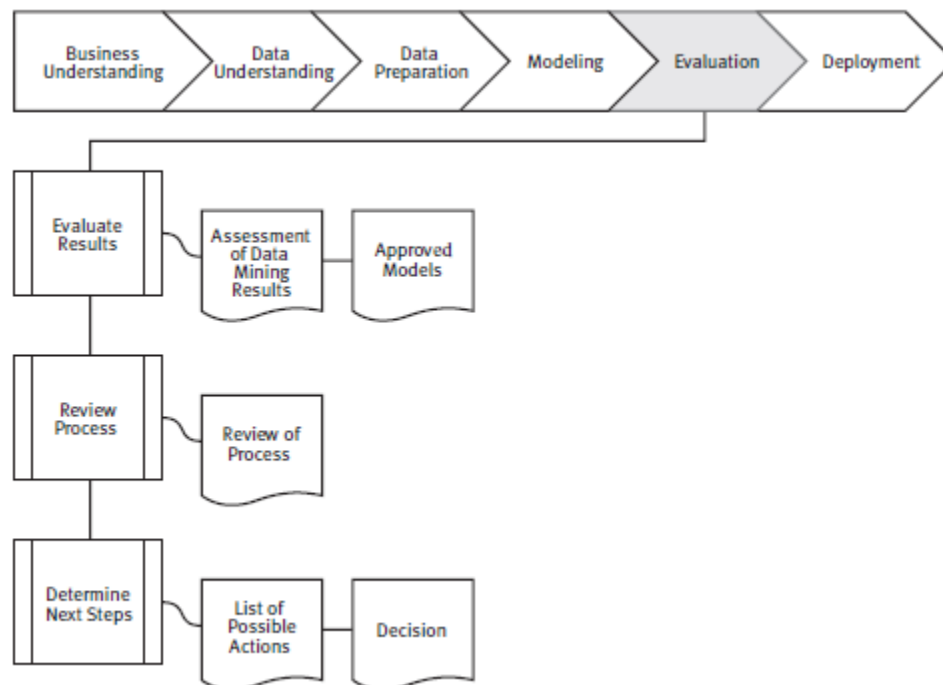 Business
Understanding
Data
Understanding
Data
Preparation
Modeling
Evaluation
Deployment
Evaluate
Results
Assessment
of Data
Mining
Results
Approved
Models
Review
Process
Review of
Process
Determine
Next Steps
List of
Possible
Actions
Decision